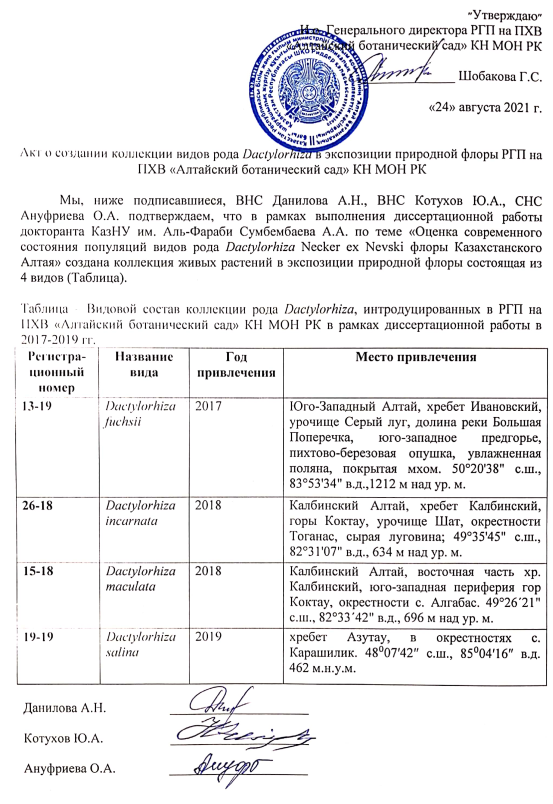 "Утверждаю"
И.о. Генерального директора РГП на ПХВ
«Алтайский ботанический сад» КН МОН РК
Шобакова Г.С.
«24» августа 2021 г.
Акт о создании коллекции видов рода Dactylorhiza в экспозиции природной флоры РГП на
ПХВ «Алтайский ботанический сад» КН МОН РК
Мы, ниже подписавшиеся, ВНС Данилова А.Н., ВНС Котухов Ю.А., СНС
Ануфриева О.А. подтверждаем, что в рамках выполнения диссертационной работы
докторанта КазНУ им. Аль-Фараби Сумбембаева А.А. по теме «Оценка современного
состояния популяций видов рода Dactylorhiza Necker ex Nevski флоры Казахстанского
Алтая» создана коллекция живых растений в экспозиции природной флоры состоящая из
4 видов (Таблица).
Таблица – Видовой состав коллекции рода Dactylorhiza, интродуцированных в РГП на
ПХВ «Алтайский ботанический сад» КН МОН РК в рамках диссертационной работы в
2017-2019 гг.
Регистра-
ционный
номер
Название
вида
Год
привлечения
Место привлечения
13-19
Dactylorhiza
fuchsii
2017
Юго-Западный Алтай, хребет Ивановский,
урочище Серый луг, долина реки Большая
Поперечка, юго-западное предгорье,
пихтово-березовая опушка, увлажненная
поляна, покрытая мхом. 50°20'38" с.ш.,
83°53'34" в.д.,1212 м над ур. м.
26-18
Dactylorhiza
incarnata
2018
Калбинский Алтай, хребет Калбинский,
горы Коктау, урочище Шат, окрестности
Тоганас, сырая луговина; 49°35'45" с.ш.,
82°31'07" в.д., 634 м над ур. м.
15-18
Dactylorhiza
maculata
2018
Калбинский Алтай, восточная часть хр.
Калбинский, юго-западная периферия гор
Коктау, окрестности с. Алгабас. 49°26´21"
с.ш., 82°33´42" в.д., 696 м над ур. м.
19-19
Dactylorhiza
salina
2019
хребет Азутау, в окрестностях с.
Карашилик. 48⁰07′42″ с.ш., 85⁰04′16″ в.д.
462 м.н.у.м.
Данилова А.Н.
Котухов Ю.А.
Ануфриева О.А.